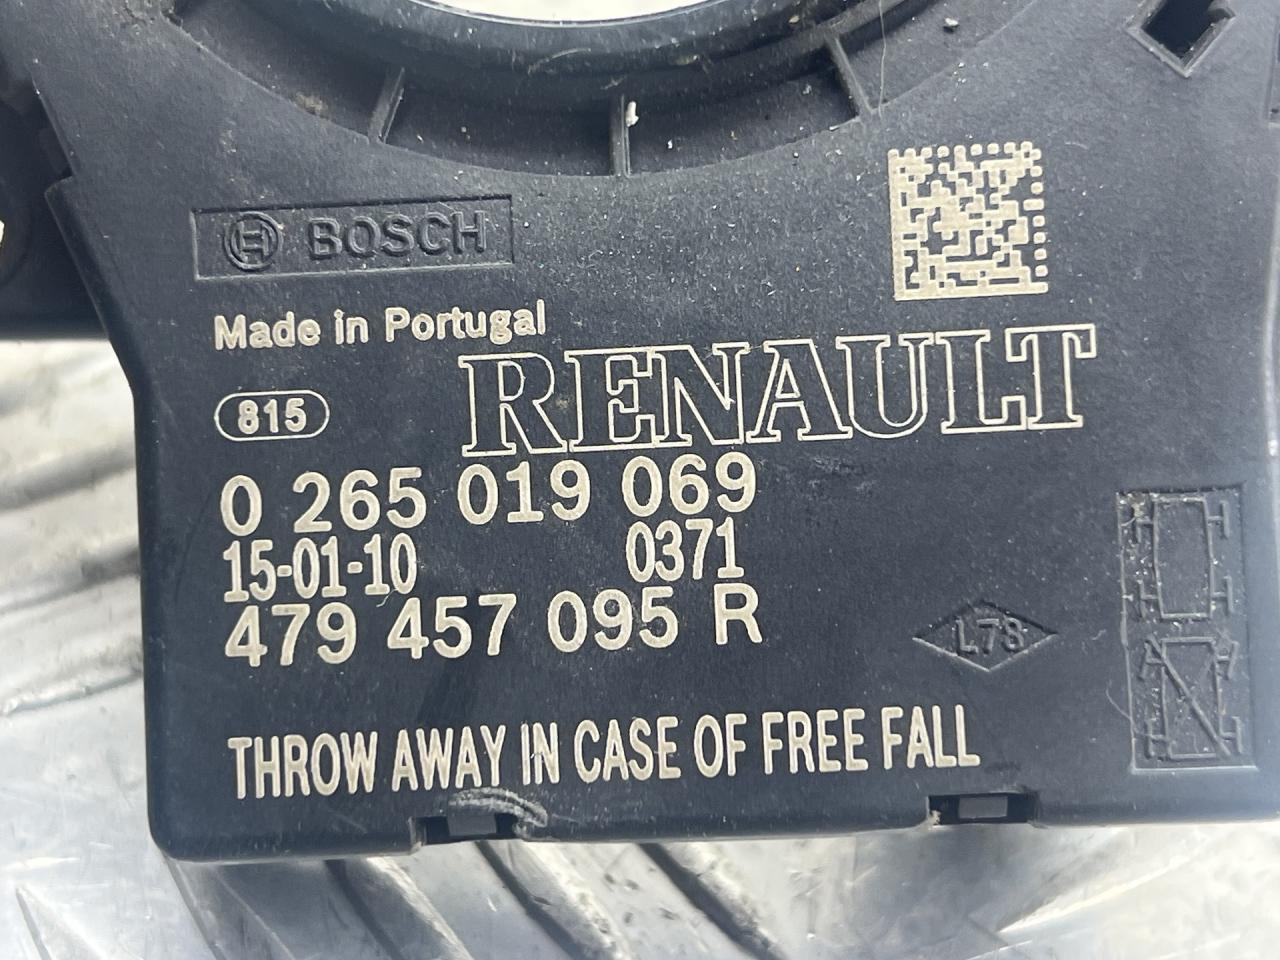 BOSCH
Made in Portugal
RENAULT
815
0 265 019 069
15-01-10 0371
479 457 095 R
L78
THROW AWAY IN CASE OF FREE FALL